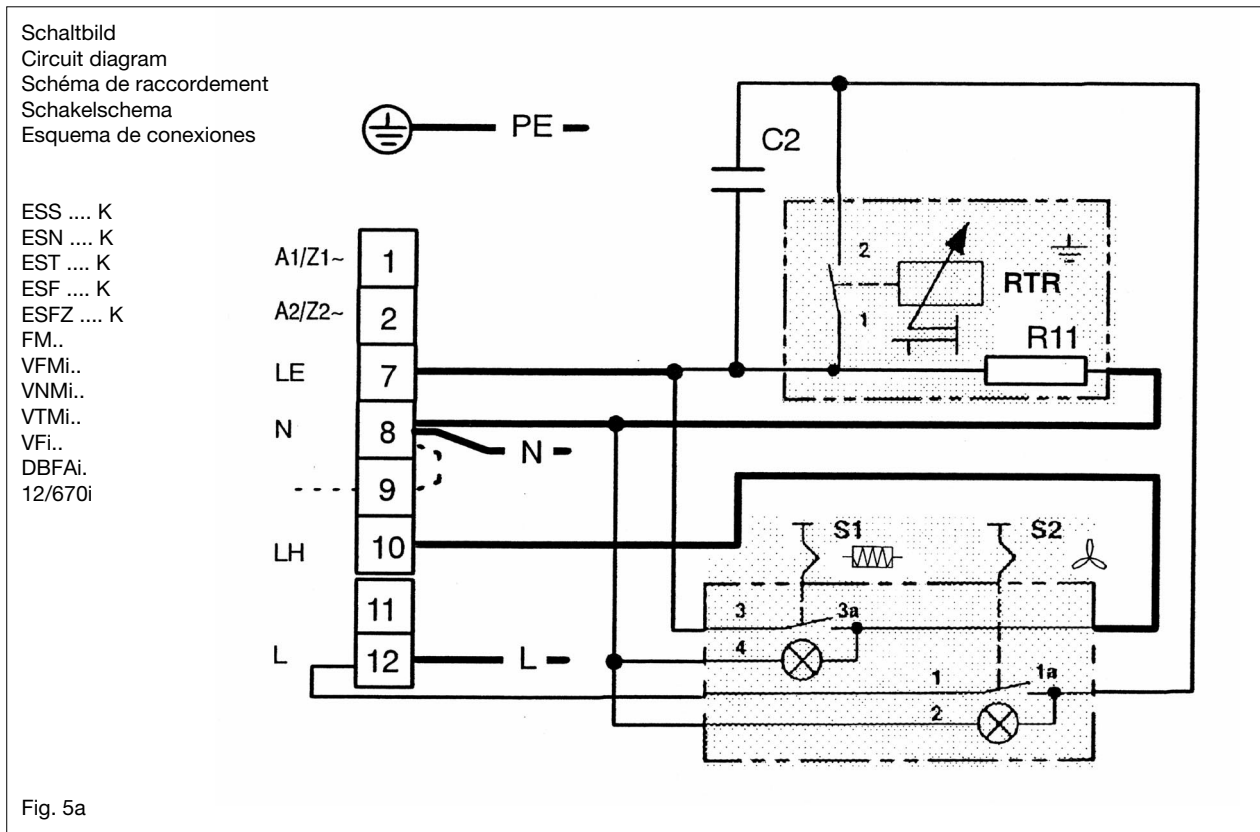 Schaltbild
Circuit diagram
Schéma de raccordement
Schakelschema
Esquema de conexiones
PE
C2
ESS .... K
ESN .... K
EST .... K
ESF .... K
ESFZ .... K
FM..
VFMi..
VNMi..
VTMi..
VFi..
DBFAi.
12/670i
A1/Z1~ 1
A2/Z2~ 2
LE 7
N 8
N
9
LH 10
11
L 12
L
2
RTR
1
R11
S1
S2
3 3a
4
1 1a
2
Fig. 5a